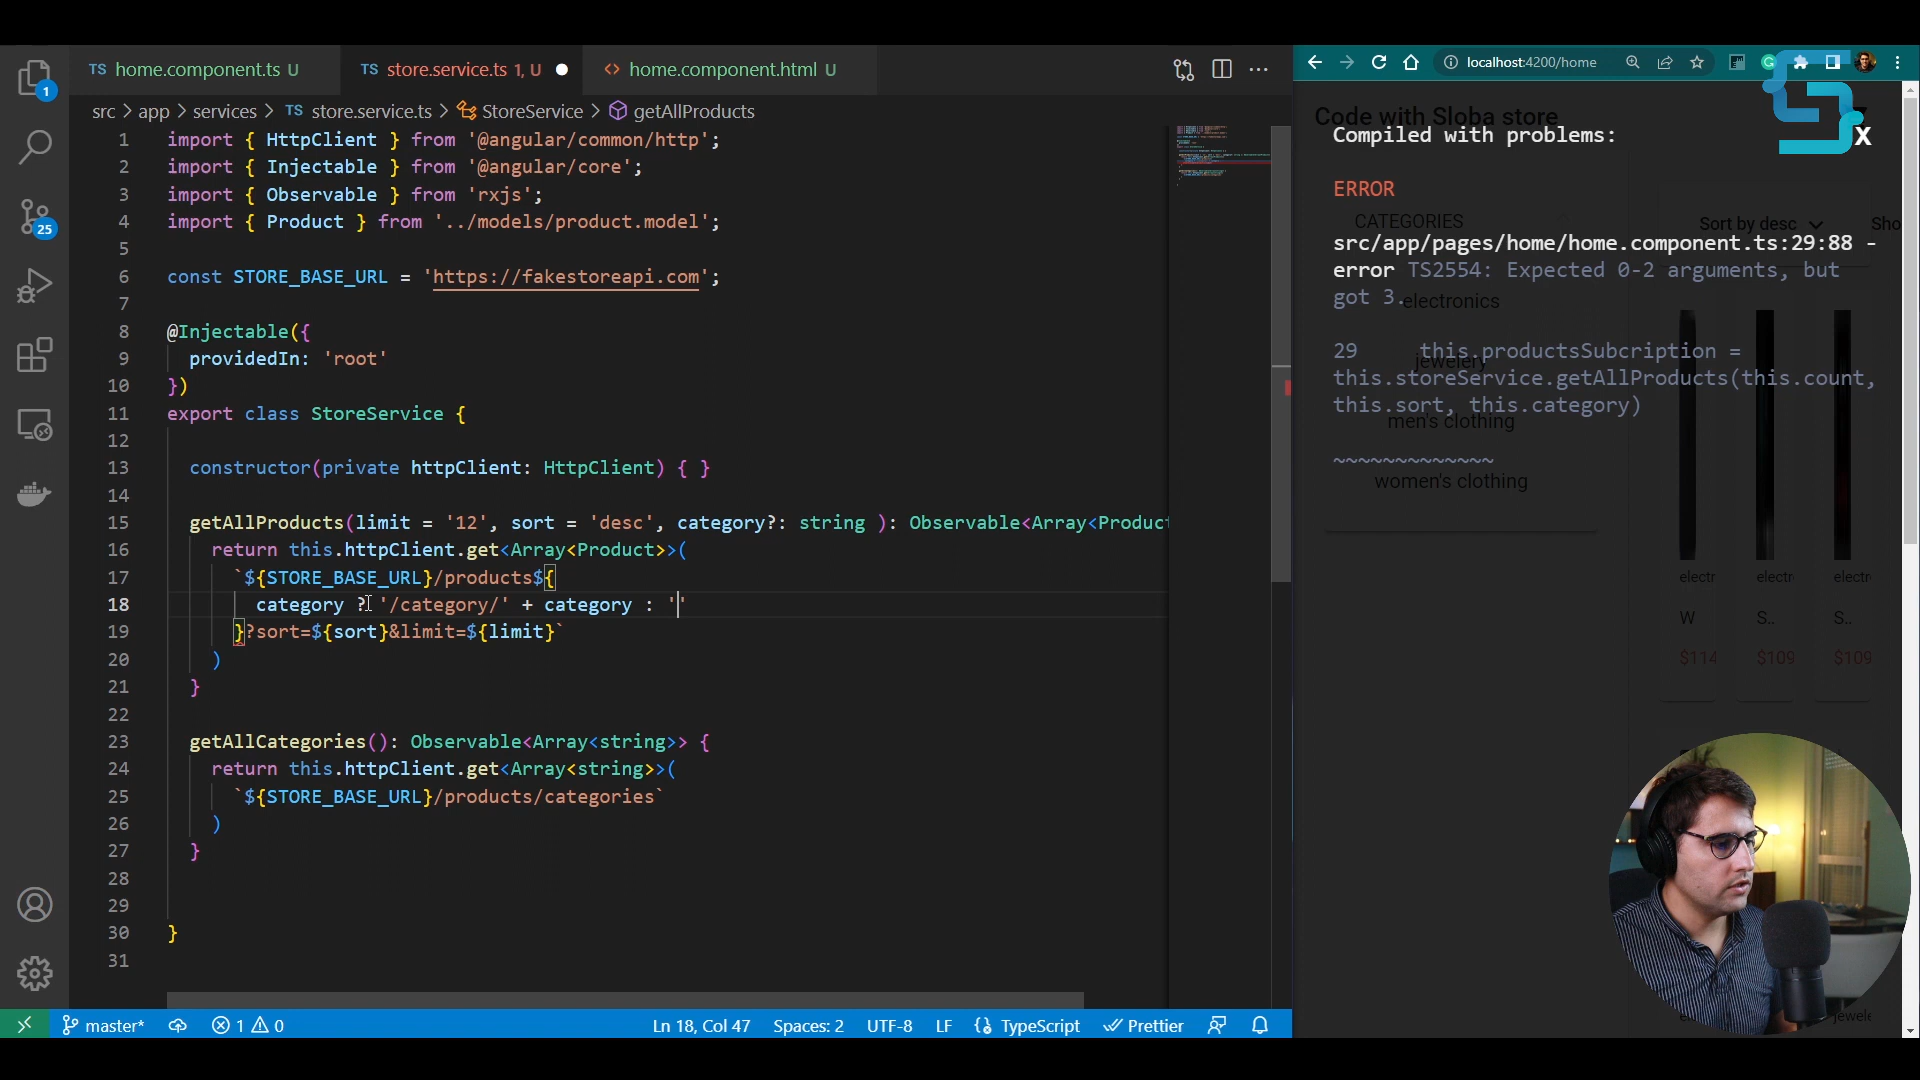 TS home.component.ts U
TS store.service.ts 1, U
<> home.component.html U
src > app > services > TS store.service.ts > StoreService > getAllProducts
1 import { HttpClient } from '@angular/common/http';
2 import { Injectable } from '@angular/core';
3 import { Observable } from 'rxjs';
4 import { Product } from '../models/product.model';
5
6 const STORE_BASE_URL = 'https://fakestoreapi.com';
7
8 @Injectable({
9 providedIn: 'root'
10 })
11 export class StoreService {
12
13 constructor(private httpClient: HttpClient) { }
14
15 getAllProducts(limit = '12', sort = 'desc', category?: string ): Observable<Array<Product
16 return this.httpClient.get<Array<Product>>(
17 `${STORE_BASE_URL}/products${
18 category ? '/category/' + category : ''
19 }?sort=${sort}&limit=${limit}`
20 )
21 }
22
23 getAllCategories(): Observable<Array<string>> {
24 return this.httpClient.get<Array<string>>(
25 `${STORE_BASE_URL}/products/categories`
26 )
27 }
28
29
30 }
31
1
25
master*
1 0
Ln 18, Col 47
Spaces: 2
UTF-8
LF
TypeScript
Prettier
localhost:4200/home
Code with Sloba store
Compiled with problems:
X
ERROR
CATEGORIES
Sort by desc
Sho
src/app/pages/home/home.component.ts:29:88 -
error TS2554: Expected 0-2 arguments, but
got 3.
electronics
29 this.productsSubcription =
jewelery
this.storeService.getAllProducts(this.count,
this.sort, this.category)
men's clothing
~~~~~~~~~~~~~
women's clothing
electr
electr
electr
W
S..
S..
$114
$109
$109
jewele